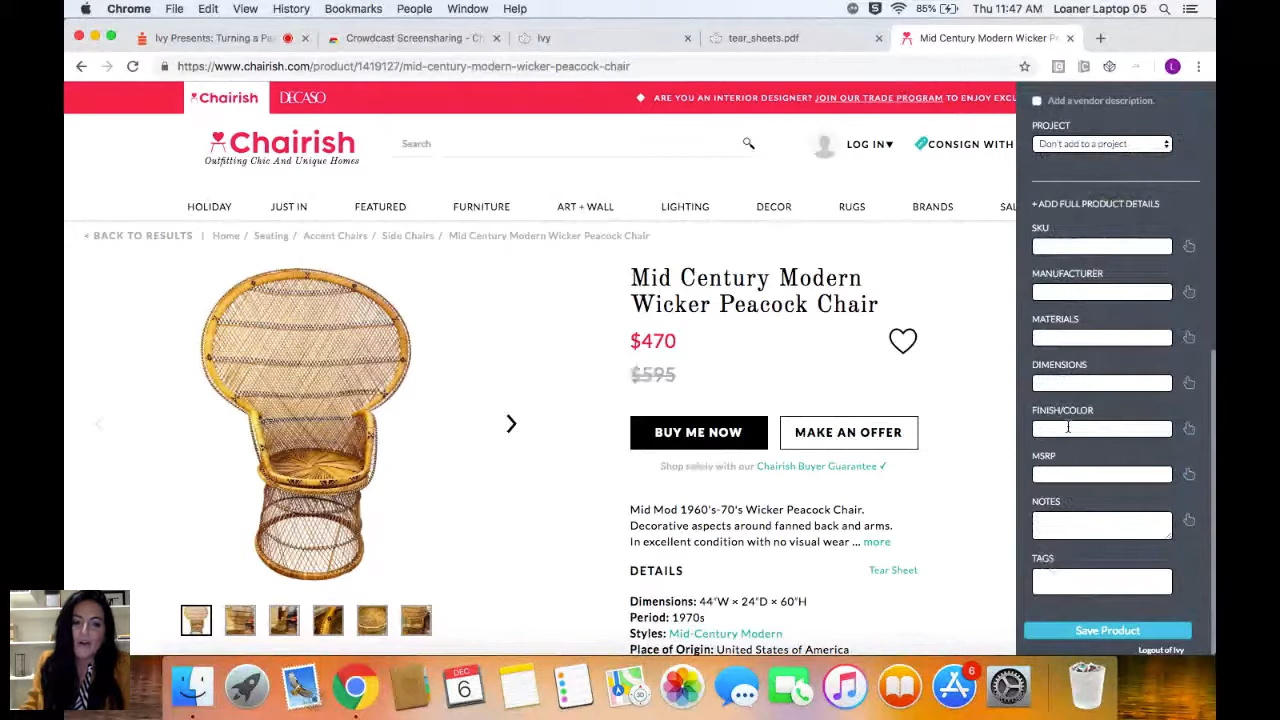 Chrome File Edit View History Bookmarks People Window Help
85% Thu 11:47 AM Loaner Laptop 05
Ivy Presents: Turning a Pa
Crowdcast Screensharing - Ch
Ivy
tear_sheets.pdf
Mid Century Modern Wicker Pe
https://www.chairish.com/product/1419127/mid-century-modern-wicker-peacock-chair
L
Chairish DECASO
ARE YOU AN INTERIOR DESIGNER? JOIN OUR TRADE PROGRAM TO ENJOY EXCL
Chairish
Outfitting Chic And Unique Homes
Search
LOG IN
CONSIGN WITH
HOLIDAY JUST IN FEATURED FURNITURE ART + WALL LIGHTING DECOR RUGS BRANDS SAL
< BACK TO RESULTS | Home / Seating / Accent Chairs / Side Chairs / Mid Century Modern Wicker Peacock Chair
Mid Century Modern
Wicker Peacock Chair
$470
$595
BUY ME NOW
MAKE AN OFFER
Shop safely with our Chairish Buyer Guarantee ✓
Mid Mod 1960's-70's Wicker Peacock Chair.
Decorative aspects around fanned back and arms.
In excellent condition with no visual wear ... more
DETAILS
Tear Sheet
Dimensions: 44"W × 24"D × 60"H
Period: 1970s
Styles: Mid-Century Modern
Place of Origin: United States of America
Add a vendor description.
PROJECT
Don't add to a project
+ ADD FULL PRODUCT DETAILS
SKU
MANUFACTURER
MATERIALS
DIMENSIONS
FINISH/COLOR
MSRP
NOTES
TAGS
Save Product
Logout of Ivy
DEC
6
6